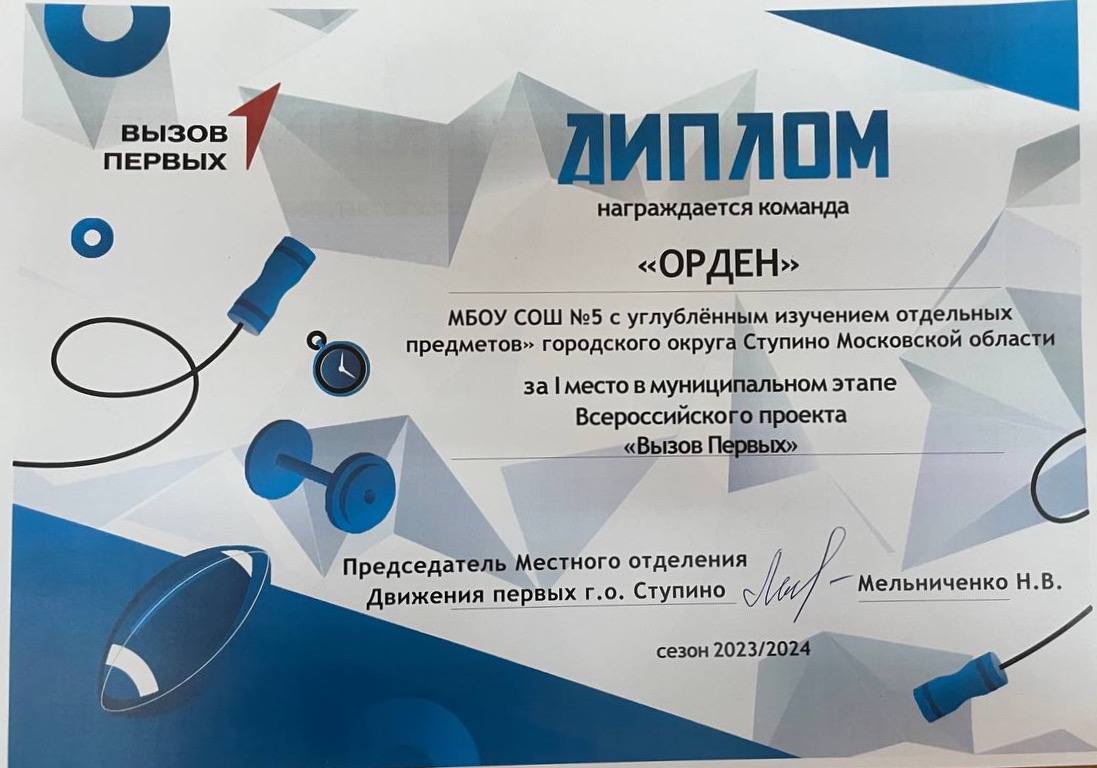 ВЫЗОВ
ПЕРВЫХ
ДИПЛОМ
награждается команда
«ОРДЕН»
МБОУ СОШ №5 с углублённым изучением отдельных
предметов» городского округа Ступино Московской области
за I место в муниципальном этапе
Всероссийского проекта
«Вызов Первых»
Председатель Местного отделения
Движения первых г.о. Ступино
Мельниченко Н.В.
сезон 2023/2024